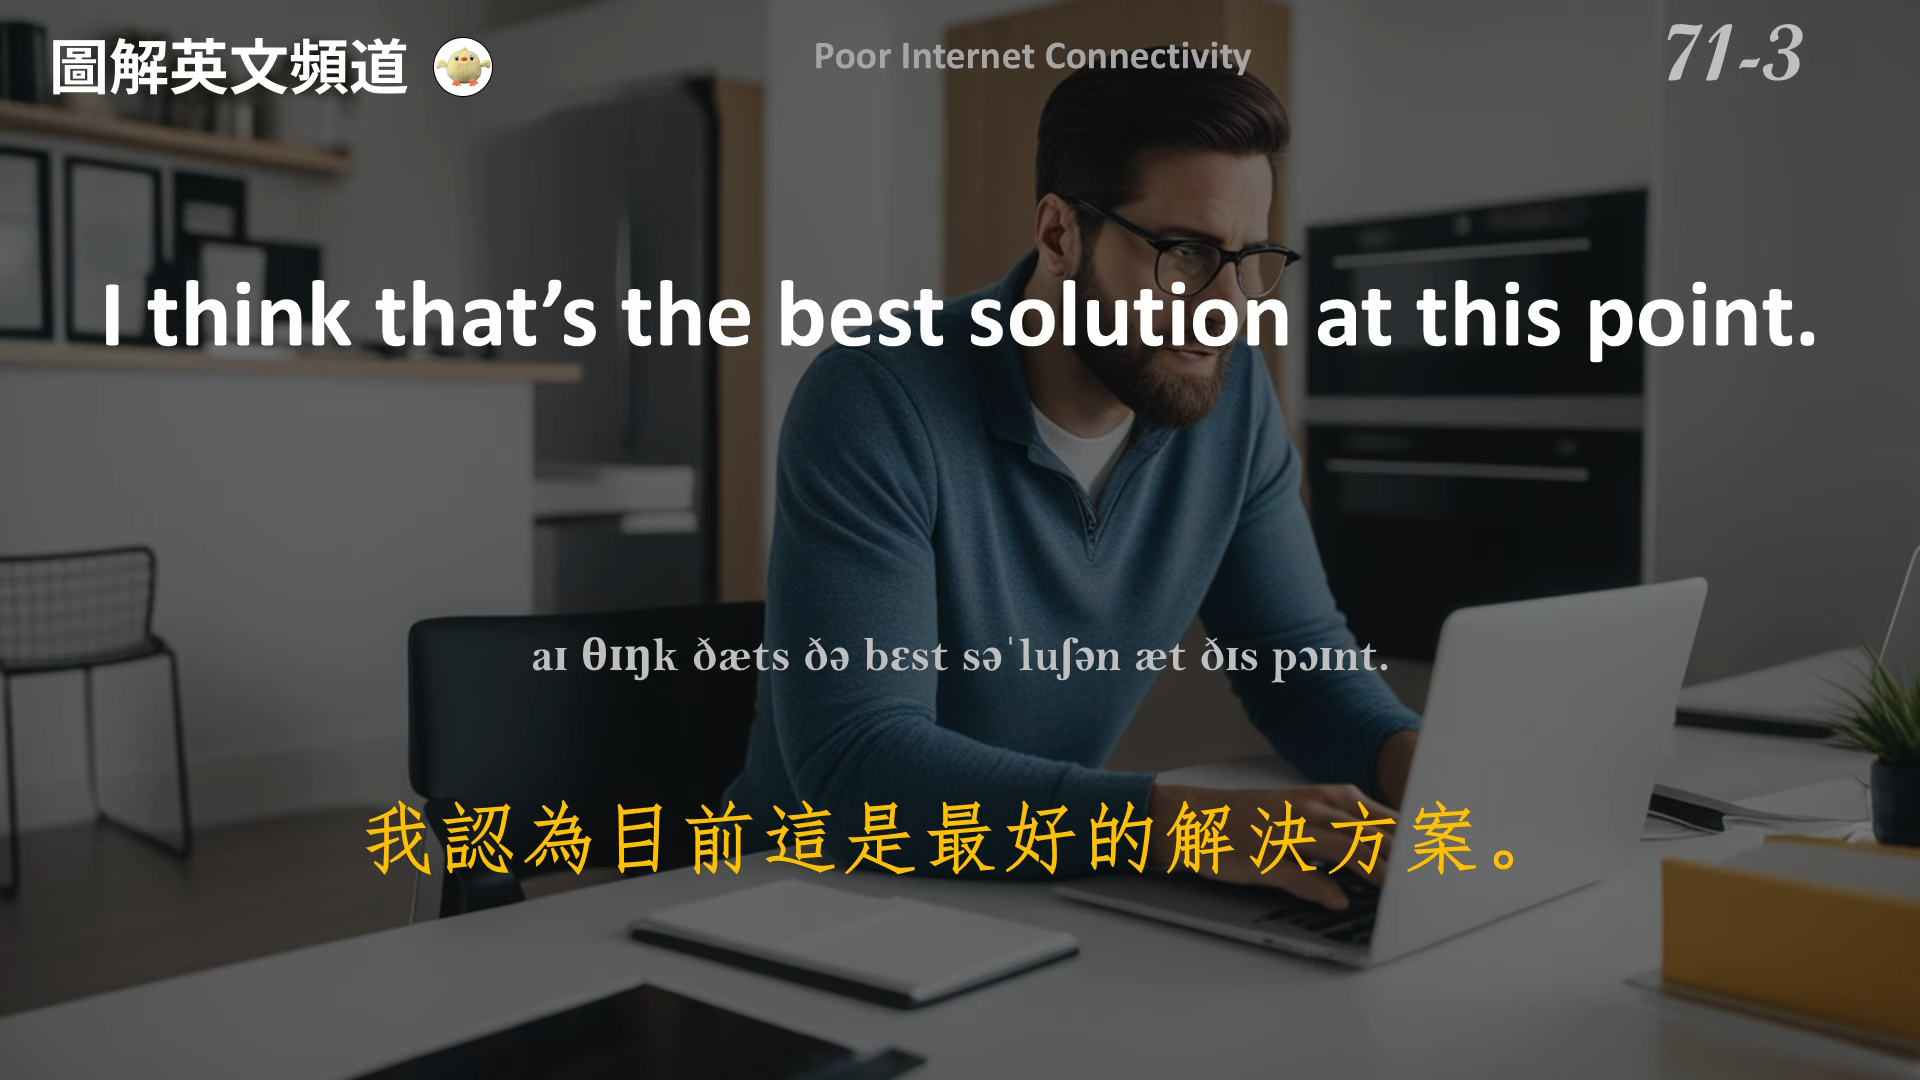 圖解英文頻道
Poor Internet Connectivity
71-3
I think that’s the best solution at this point.
aɪ θɪŋk ðæts ðə bɛst səˈluʃən æt ðɪs pɔɪnt.
我認為目前這是最好的解決方案。